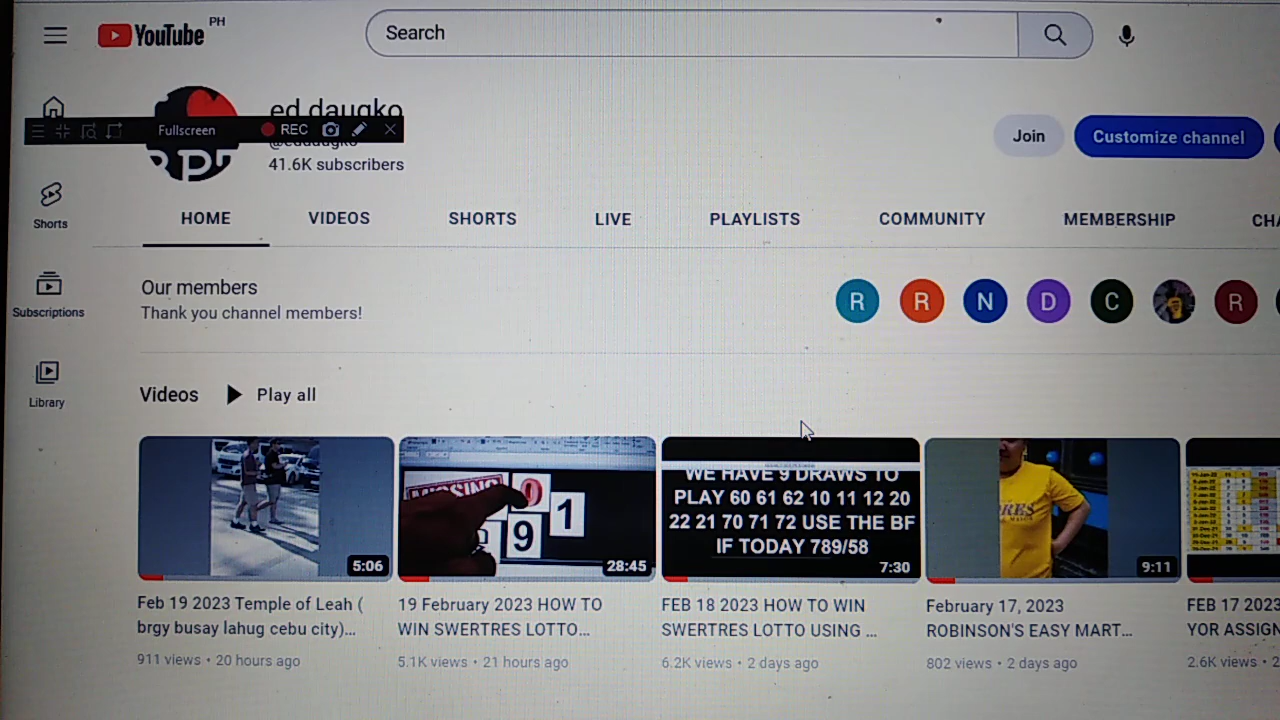 YouTube PH
Search
ed daugko
Fullscreen
REC
@eddaugko
41.6K subscribers
Join
Customize channel
Shorts
Subscriptions
Library
HOME
VIDEOS
SHORTS
LIVE
PLAYLISTS
COMMUNITY
MEMBERSHIP
CHA
Our members
Thank you channel members!
R
R
N
D
C
R
Videos
Play all
5:06
Feb 19 2023 Temple of Leah (
brgy busay lahug cebu city)...
911 views • 20 hours ago
MISSING
0
9
1
28:45
19 February 2023 HOW TO
WIN SWERTRES LOTTO...
5.1K views • 21 hours ago
WE HAVE 9 DRAWS TO
PLAY 60 61 62 10 11 12 20
22 21 70 71 72 USE THE BF
IF TODAY 789/58
7:30
FEB 18 2023 HOW TO WIN
SWERTRES LOTTO USING ...
6.2K views • 2 days ago
9:11
February 17, 2023
ROBINSON'S EASY MART...
802 views • 2 days ago
FEB 17 2023
YOR ASSIGN
2.6K views • 2